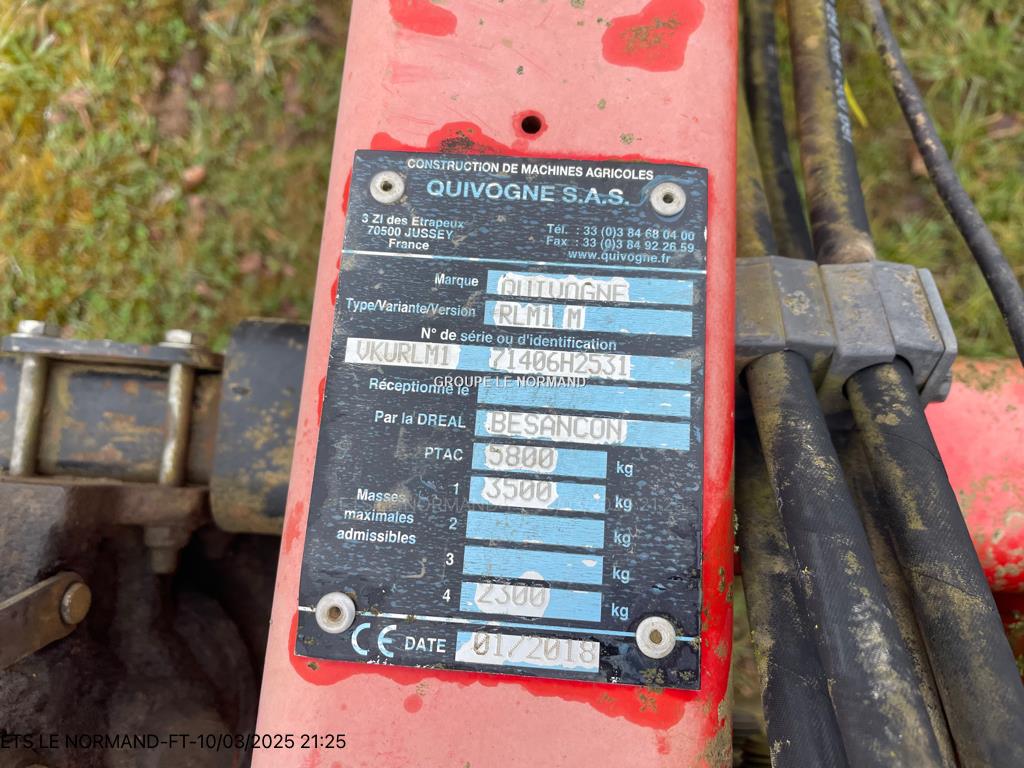 CONSTRUCTION DE MACHINES AGRICOLES
QUIVOGNE S.A.S.
3 ZI des Etrapeux
70500 JUSSEY
France
Tél. : 33 (0)3 84 68 04 00
Fax : 33 (0)3 84 92 26 59
www.quivogne.fr
Marque QUIVOGNE
Type/Variante/Version RLM1 M
N° de série ou d'identification
VKURLM1 71406H2531
Réceptionné le
GROUPE LE NORMAND
Par la DREAL BESANCON
PTAC 5800 kg
Masses maximales admissibles
1 3500 kg
2 kg
3 kg
4 2300 kg
CE DATE 01/2018
ETS LE NORMAND-FT-10/03/2025 21:25